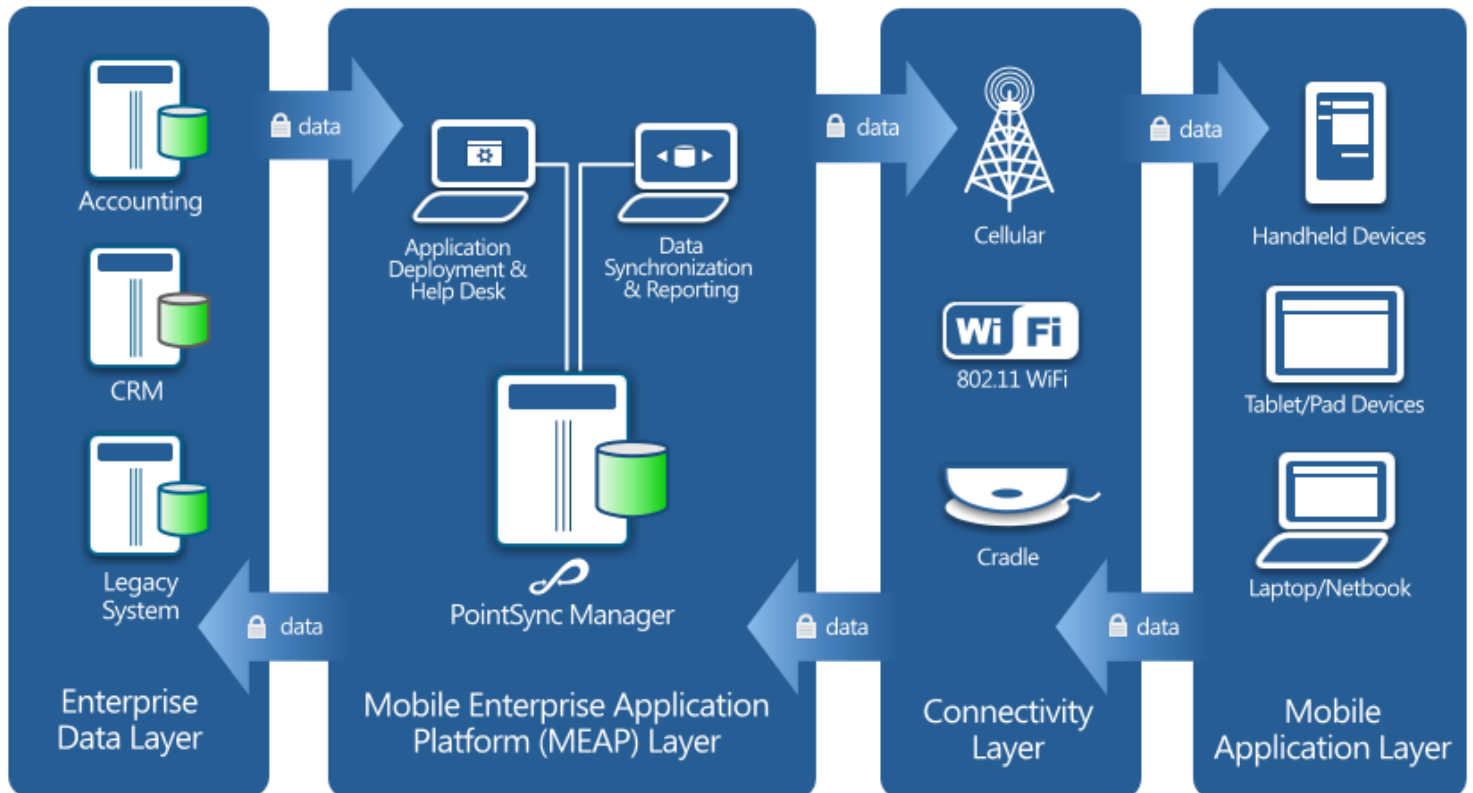 data
Accounting
CRM
Legacy
System
data
Enterprise
Data Layer
data
Application
Deployment &
Help Desk
Data
Synchronization
& Reporting
PointSync Manager
data
Mobile Enterprise Application
Platform (MEAP) Layer
data
Cellular
Wi Fi
802.11 WiFi
Cradle
data
Connectivity
Layer
Handheld Devices
Tablet/Pad Devices
Laptop/Netbook
Mobile
Application Layer